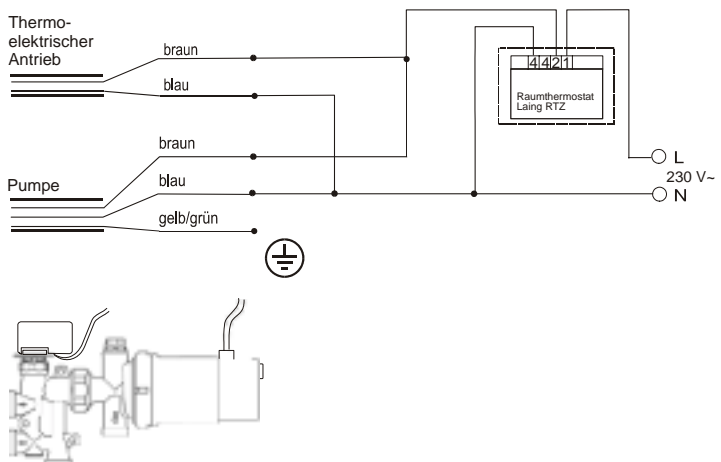 Thermo-
elektrischer
Antrieb
braun
blau
4 4 2 1
Raumthermostat
Laing RTZ
braun
L
230 V~
Pumpe
blau
N
gelb/grün